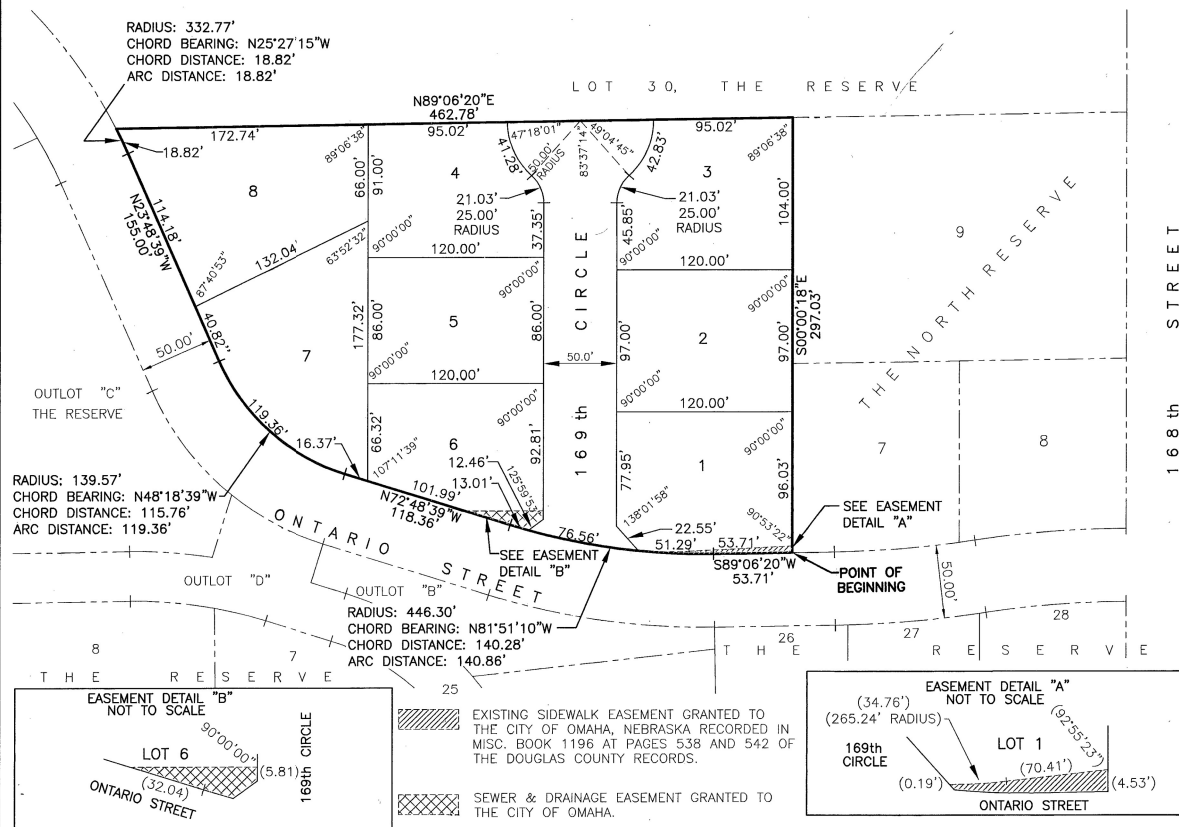 RADIUS: 332.77'
CHORD BEARING: N25°27'15"W
CHORD DISTANCE: 18.82'
ARC DISTANCE: 18.82'
LOT 30, THE RESERVE
N89°06'20"E
462.78'
172.74'
95.02'
47°18'01"
49°04'45"
95.02'
18.82'
89°06'38"
41.28'
50.00'
RADIUS
83°37'14"
42.83'
89°06'38"
8
66.00'
91.00'
4
3
21.03'
25.00'
RADIUS
21.03'
25.00'
RADIUS
104.00'
114.18'
N23°48'39"W
155.00'
37.35'
45.85'
132.04'
63°52'32"
90°00'00"
120.00'
90°00'00"
120.00'
87°40'53"
90°00'00"
90°00'00"
9
THE NORTH RESERVE
168th STREET
177.32'
86.00'
5
86.00'
169th CIRCLE
97.00'
2
97.00'
S00°00'18"E
297.03'
40.82'
50.00'
7
90°00'00"
50.0'
90°00'00"
120.00'
120.00'
OUTLOT "C"
THE RESERVE
90°00'00"
90°00'00"
119.36'
16.37'
66.32'
6
92.81'
77.95'
1
96.03'
7
8
107°11'39"
12.46'
13.01'
125°59'53"
138°01'58"
90°53'22"
RADIUS: 139.57'
CHORD BEARING: N48°18'39"W
CHORD DISTANCE: 115.76'
ARC DISTANCE: 119.36'
101.99'
N72°48'39"W
118.36'
76.56'
22.55'
51.29'
53.71'
S89°06'20"W
53.71'
SEE EASEMENT
DETAIL "A"
SEE EASEMENT
DETAIL "B"
POINT OF
BEGINNING
ONTARIO STREET
50.00'
OUTLOT "D"
OUTLOT "B"
RADIUS: 446.30'
CHORD BEARING: N81°51'10"W
CHORD DISTANCE: 140.28'
ARC DISTANCE: 140.86'
8
7
25
26
27
28
THE RESERVE
THE RESERVE
EASEMENT DETAIL "B"
NOT TO SCALE
90°00'00"
LOT 6
(5.81)
169th CIRCLE
(32.04)
ONTARIO STREET
EXISTING SIDEWALK EASEMENT GRANTED TO
THE CITY OF OMAHA, NEBRASKA RECORDED IN
MISC. BOOK 1196 AT PAGES 538 AND 542 OF
THE DOUGLAS COUNTY RECORDS.
SEWER & DRAINAGE EASEMENT GRANTED TO
THE CITY OF OMAHA.
EASEMENT DETAIL "A"
NOT TO SCALE
(34.76')
(265.24' RADIUS)
(92°55'23")
169th
CIRCLE
LOT 1
(70.41')
(0.19')
(4.53')
ONTARIO STREET